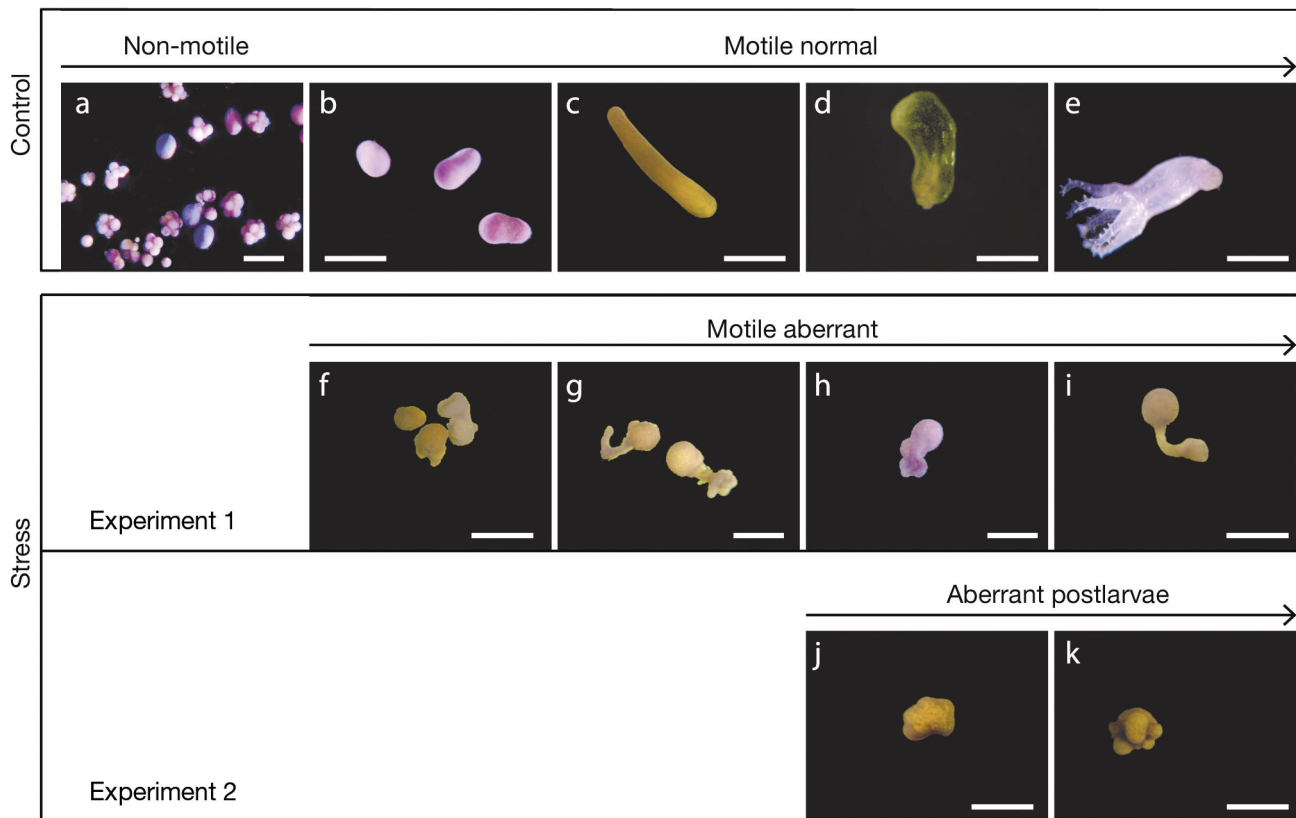 Control
Non-motile
Motile normal
a
b
c
d
e
Stress
Motile aberrant
f
g
h
i
Experiment 1
Aberrant postlarvae
j
k
Experiment 2